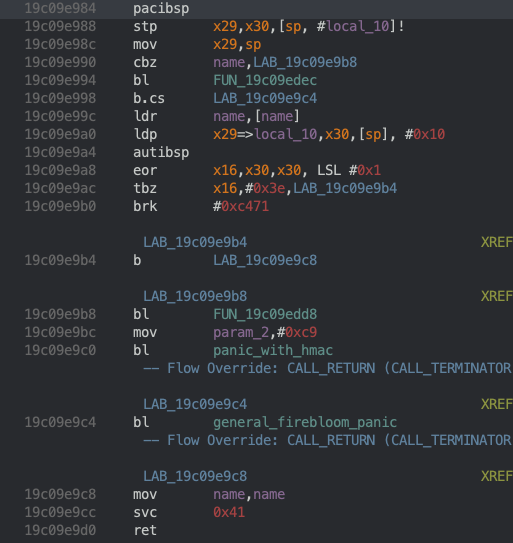 19c09e984 pacibsp
19c09e988 stp x29,x30,[sp, #local_10]!
19c09e98c mov x29,sp
19c09e990 cbz name,LAB_19c09e9b8
19c09e994 bl FUN_19c09edec
19c09e998 b.cs LAB_19c09e9c4
19c09e99c ldr name,[name]
19c09e9a0 ldp x29=>local_10,x30,[sp], #0x10
19c09e9a4 autibsp
19c09e9a8 eor x16,x30,x30, LSL #0x1
19c09e9ac tbz x16,#0x3e,LAB_19c09e9b4
19c09e9b0 brk #0xc471
LAB_19c09e9b4 XREF
19c09e9b4 b LAB_19c09e9c8
LAB_19c09e9b8 XREF
19c09e9b8 bl FUN_19c09edd8
19c09e9bc mov param_2,#0xc9
19c09e9c0 bl panic_with_hmac
-- Flow Override: CALL_RETURN (CALL_TERMINATOR
LAB_19c09e9c4 XREF
19c09e9c4 bl general_firebloom_panic
-- Flow Override: CALL_RETURN (CALL_TERMINATOR
LAB_19c09e9c8 XREF
19c09e9c8 mov name,name
19c09e9cc svc 0x41
19c09e9d0 ret